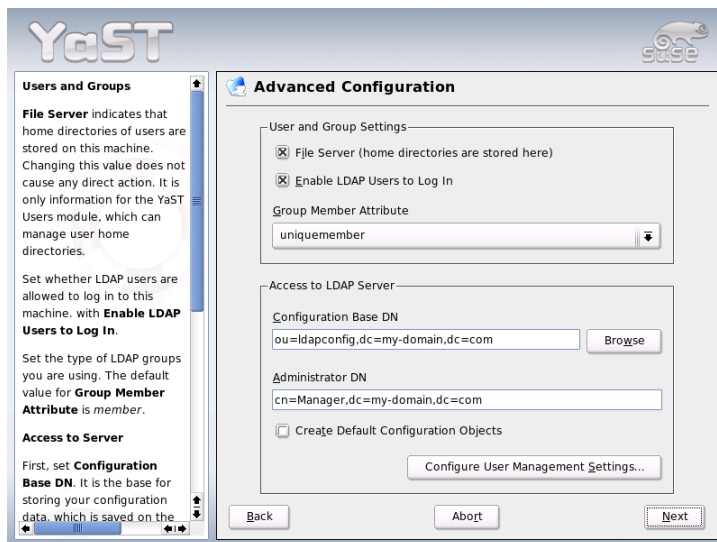 YaST
SuSE
Users and Groups
File Server indicates that
home directories of users are
stored on this machine.
Changing this value does not
cause any direct action. It is
only information for the YaST
Users module, which can
manage user home
directories.
Set whether LDAP users are
allowed to log in to this
machine. with Enable LDAP
Users to Log In.
Set the type of LDAP groups
you are using. The default
value for Group Member
Attribute is member.
Access to Server
First, set Configuration
Base DN. It is the base for
storing your configuration
data, which is saved on the
Advanced Configuration
User and Group Settings
File Server (home directories are stored here)
Enable LDAP Users to Log In
Group Member Attribute
uniquemember
Access to LDAP Server
Configuration Base DN
ou=ldapconfig,dc=my-domain,dc=com
Browse
Administrator DN
cn=Manager,dc=my-domain,dc=com
Create Default Configuration Objects
Configure User Management Settings...
Back
Abort
Next